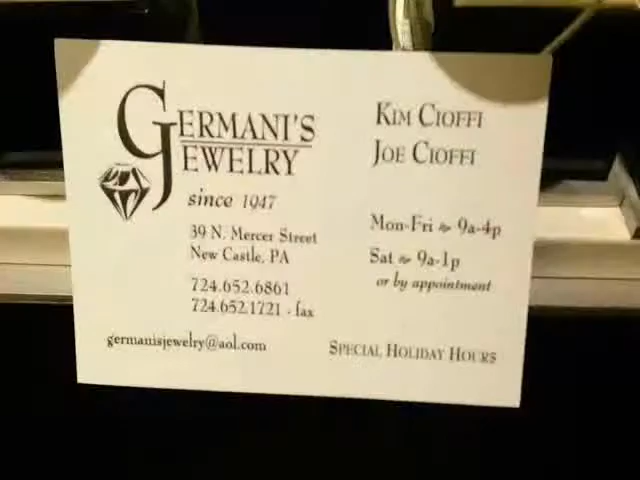 GERMANI'S
JEWELRY
since 1947
39 N. Mercer Street
New Castle, PA
724.652.6861
724.652.1721 - fax
germanisjewelry@aol.com
KIM CIOFFI
JOE CIOFFI
Mon-Fri ~ 9a-4p
Sat ~ 9a-1p
or by appointment
SPECIAL HOLIDAY HOURS